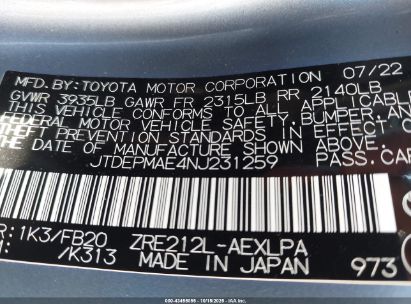 MFD.BY:TOYOTA MOTOR CORPORATION 07/22
GVWR 3935LB GAWR FR 2315LB RR 2140LB
THIS VEHICLE CONFORMS TO ALL APPLICABLE
FEDERAL MOTOR VEHICLE SAFETY, BUMPER, AN
THEFT PREVENTION STANDARDS IN EFFECT ON
THE DATE OF MANUFACTURE SHOWN ABOVE.
JTDEPMAE4NJ231259 PASS.CAR
R:1K3/FB20 ZRE212L-AEXLPA
/K313 MADE IN JAPAN 973